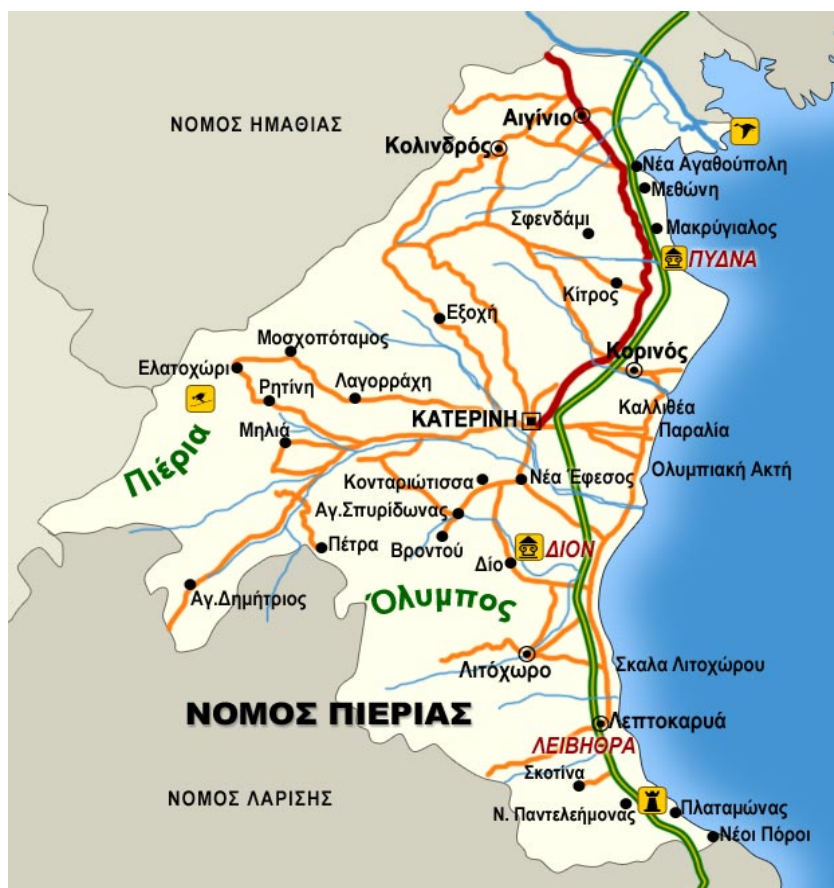 ΝΟΜΟΣ ΗΜΑΘΙΑΣ
Αιγίνιο
Κολινδρός
Νέα Αγαθούπολη
Μεθώνη
Σφενδάμι
Μακρύγιαλος
ΠΥΔΝΑ
Κίτρος
Εξοχή
Μοσχοπόταμος
Ελατοχώρι
Κορινός
Ρητίνη
Λαγορράχη
ΚΑΤΕΡΙΝΗ
Καλλιθέα
Μηλιά
Παραλία
Πιέρια
Ολυμπιακή Ακτή
Κονταριώτισσα
Νέα Έφεσος
Αγ.Σπυρίδωνας
Βροντού
ΔΙΟΝ
Πέτρα
Δίο
Αγ.Δημήτριος
Όλυμπος
Λιτόχωρο
Σκαλα Λιτοχώρου
ΝΟΜΟΣ ΠΙΕΡΙΑΣ
Λεπτοκαρυά
ΛΕΙΒΗΘΡΑ
Σκοτίνα
ΝΟΜΟΣ ΛΑΡΙΣΗΣ
Ν. Παντελεήμονας
Πλαταμώνας
Νέοι Πόροι